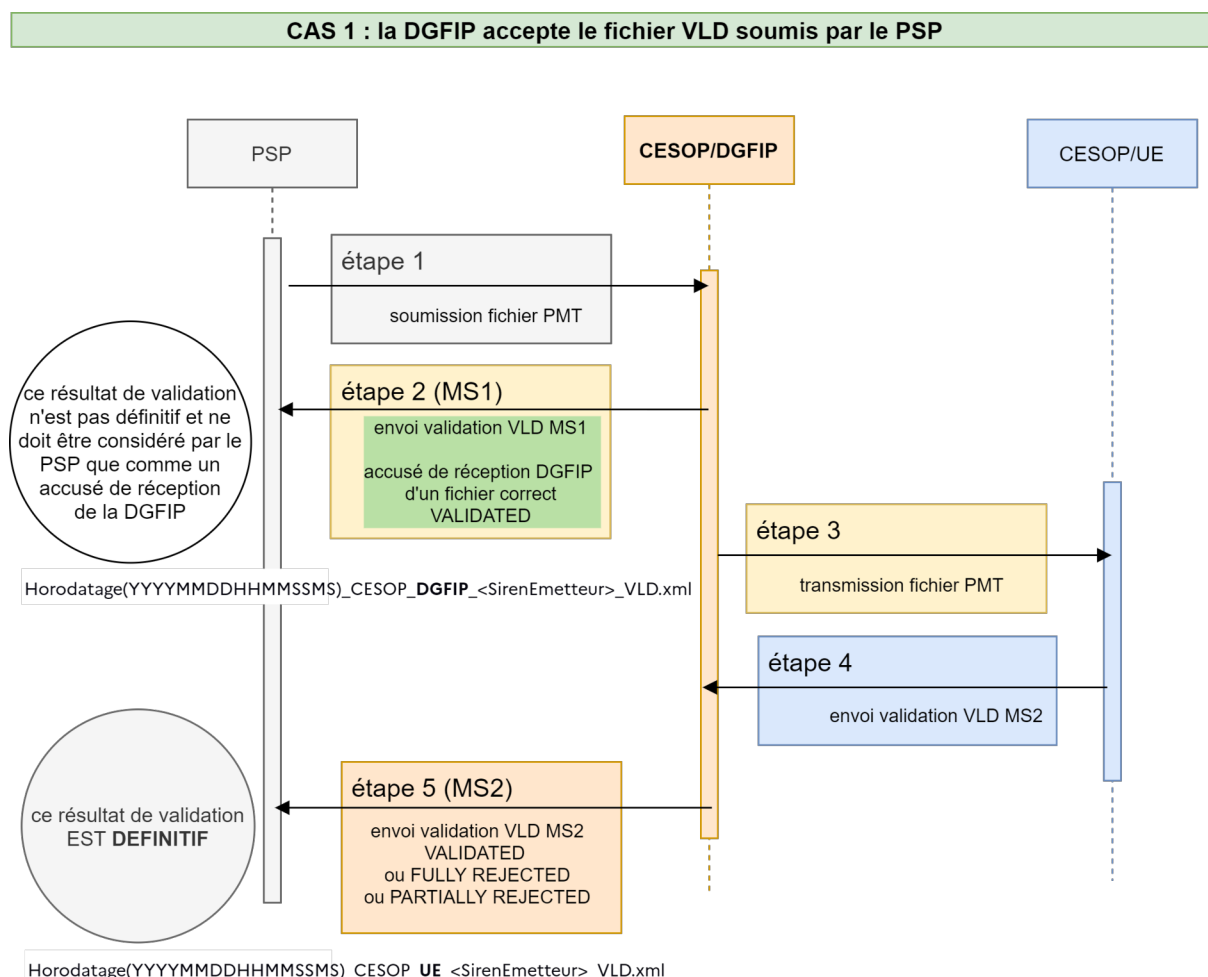 CAS 1 : la DGFIP accepte le fichier VLD soumis par le PSP
PSP
CESOP/DGFIP
CESOP/UE
étape 1
soumission fichier PMT
étape 2 (MS1)
envoi validation VLD MS1
accusé de réception DGFIP
d'un fichier correct
VALIDATED
ce résultat de validation
n'est pas définitif et ne
doit être considéré par le
PSP que comme un
accusé de réception
de la DGFIP
étape 3
transmission fichier PMT
Horodatage(YYYYMMDDHHMMSSMS)_CESOP_DGFIP_<SirenEmetteur>_VLD.xml
étape 4
envoi validation VLD MS2
étape 5 (MS2)
envoi validation VLD MS2
VALIDATED
ou FULLY REJECTED
ou PARTIALLY REJECTED
ce résultat de validation
EST DEFINITIF
Horodatage(YYYYMMDDHHMMSSMS)_CESOP_UE_<SirenEmetteur>_VLD.xml